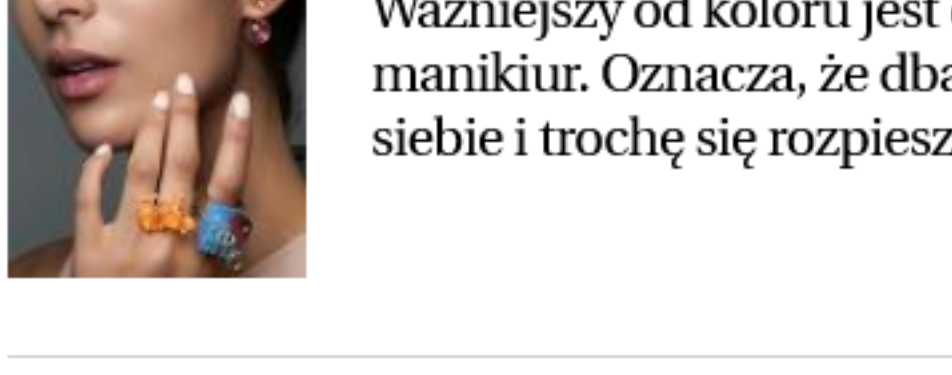 Ważniejszy od koloru jest
manikiur. Oznacza, że dba
siebie i trochę się rozpiesz